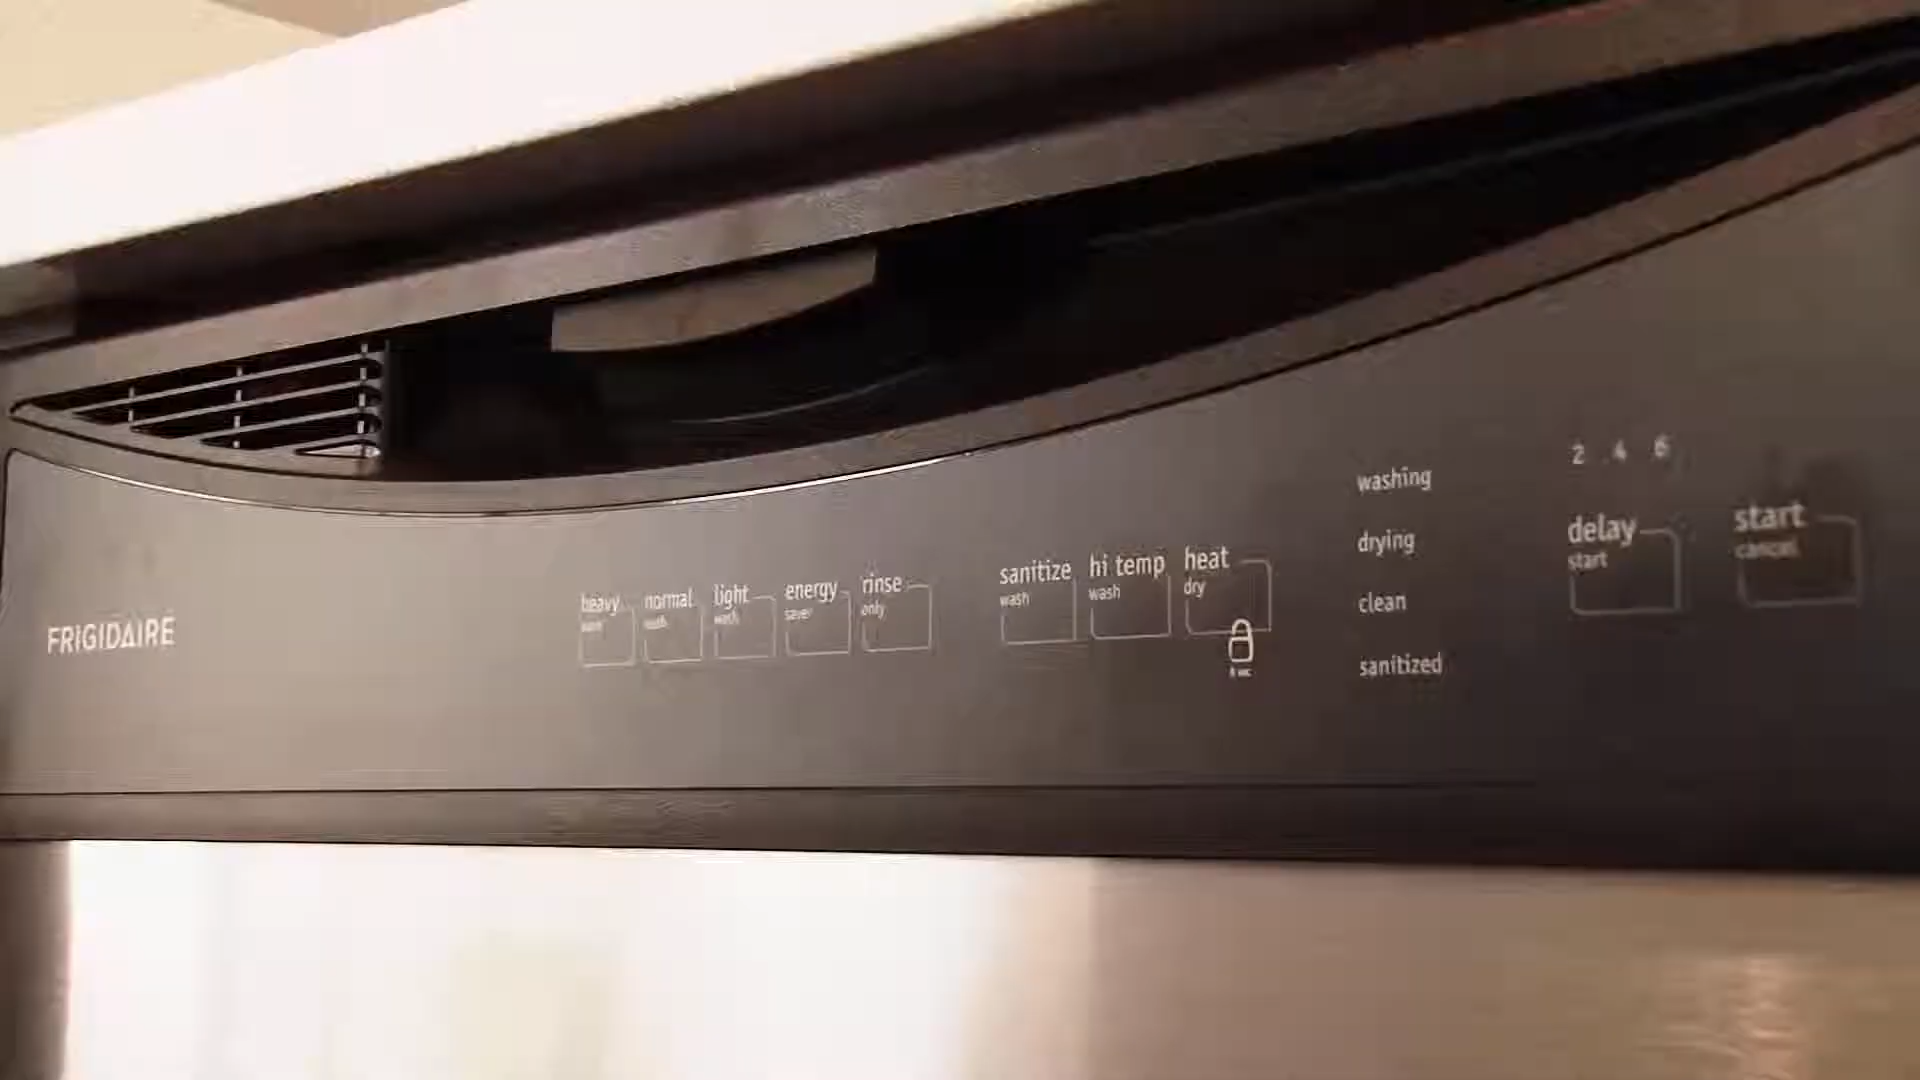 FRIGIDAIRE
heavy
wash
normal
wash
light
wash
energy
saver
rinse
only
sanitize
wash
hi temp
wash
heat
dry
washing
drying
clean
sanitized
2 4 6
delay
start
start
cancel